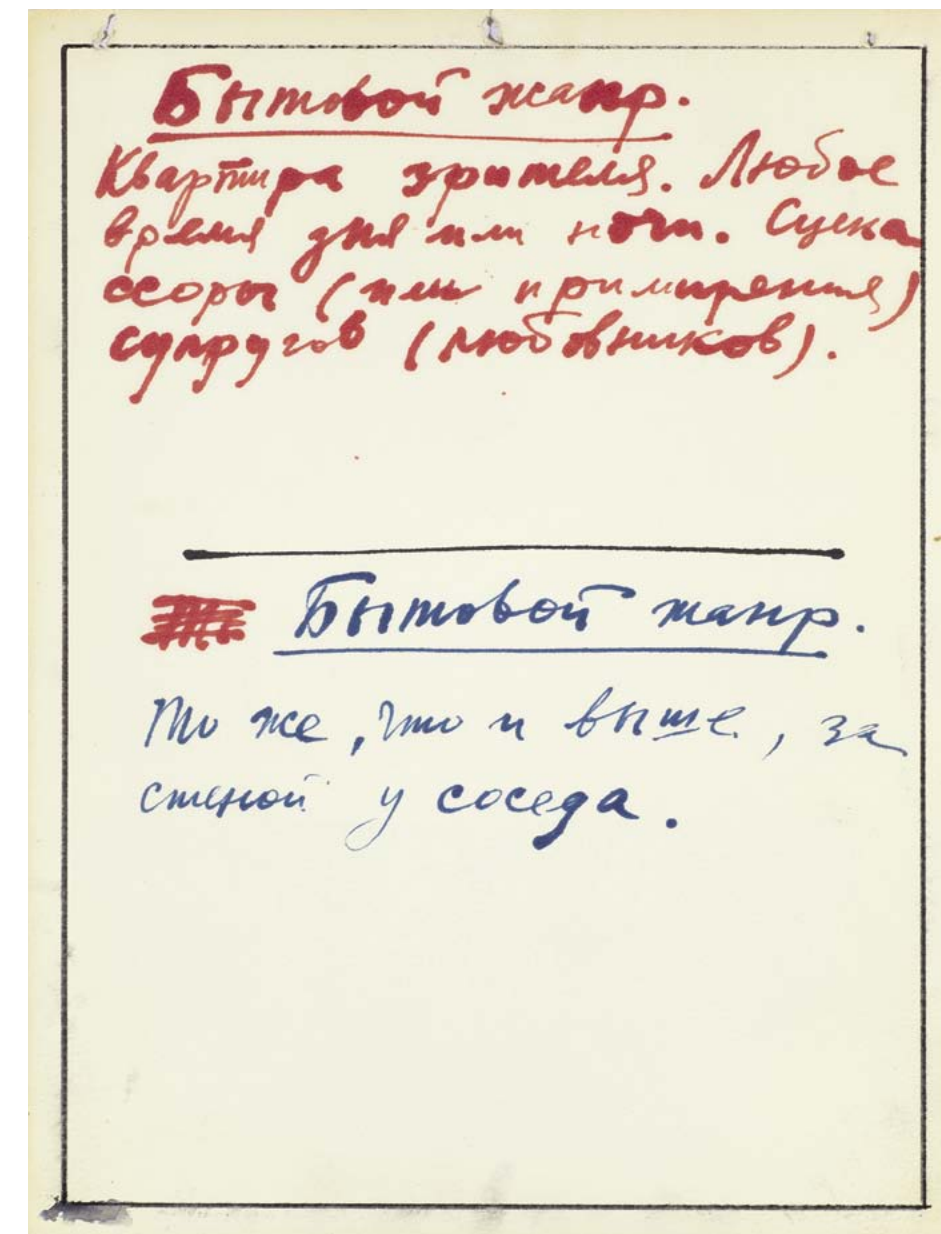 Бытовой жанр.
Квартира зрителя. Любое
время дня или ночи. Сцена
ссоры (или примирения)
супругов (любовников).
Бытовой жанр.
То же, что и выше, за
стеной у соседа.